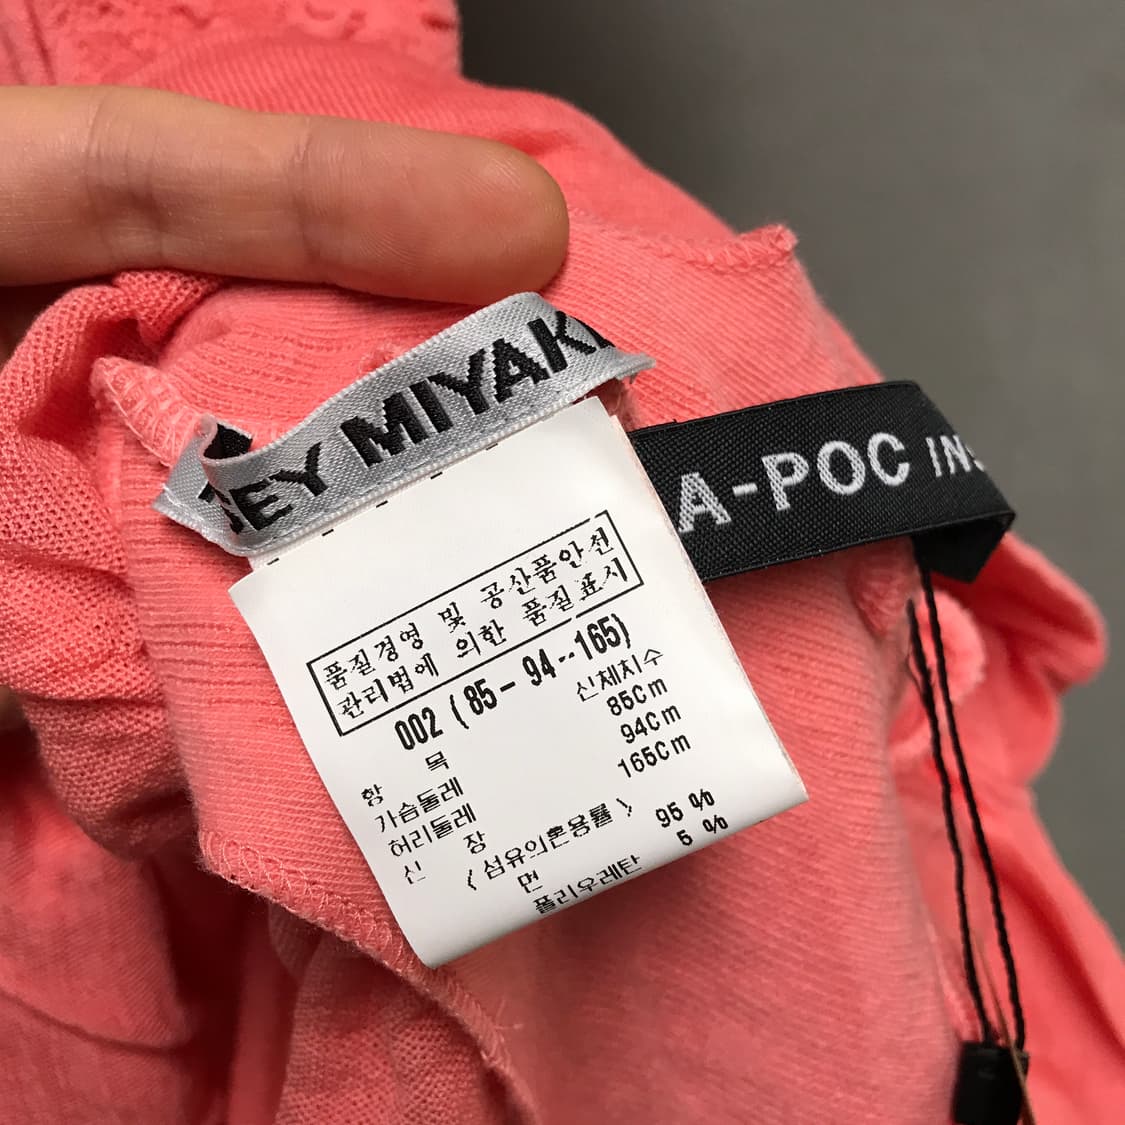 SEY MIYAK
A-POC INS
품질경영 및 공산품안전
관리법에 의한 품질표시
002 (85 - 94 -- 165)
항 목 신체치수
가슴둘레 85Cm
허리둘레 94Cm
신 장 165Cm
〈섬유의혼용률〉
면 95 %
폴리우레탄 5 %